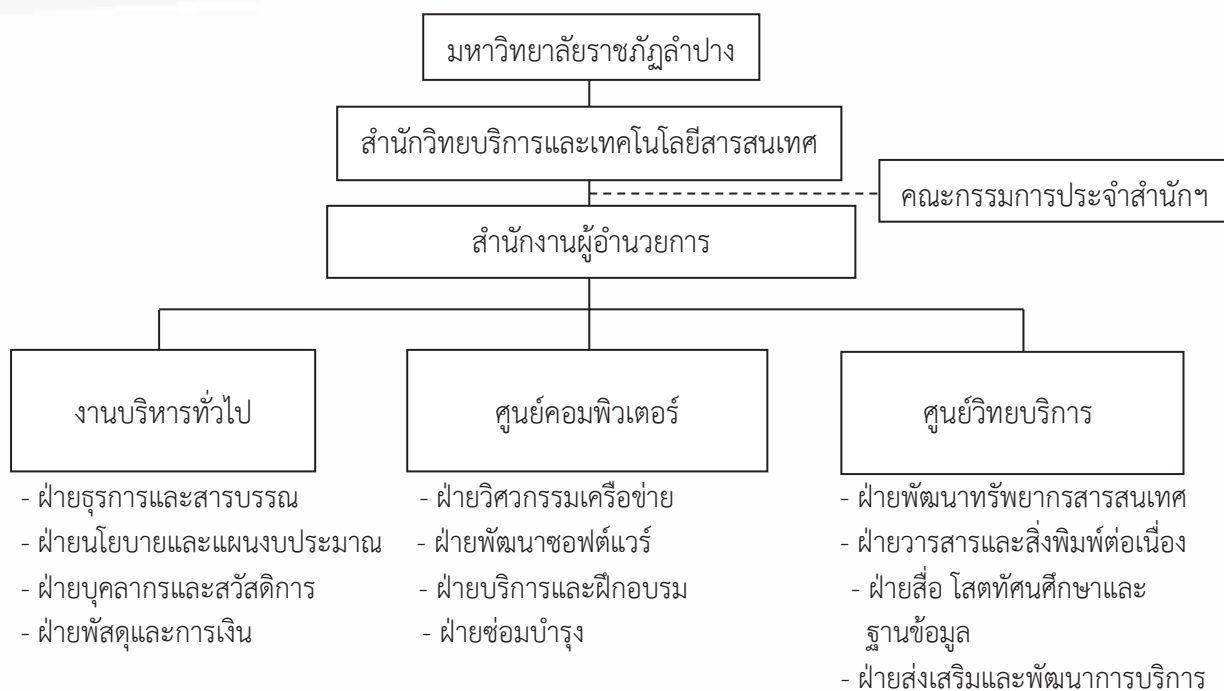 มหาวิทยาลัยราชภัฏลำปาง
สำนักวิทยบริการและเทคโนโลยีสารสนเทศ
คณะกรรมการประจำสำนักฯ
สำนักงานผู้อำนวยการ
งานบริหารทั่วไป
- ฝ่ายธุรการและสารบรรณ
- ฝ่ายนโยบายและแผนงบประมาณ
- ฝ่ายบุคลากรและสวัสดิการ
- ฝ่ายพัสดุและการเงิน
ศูนย์คอมพิวเตอร์
- ฝ่ายวิศวกรรมเครือข่าย
- ฝ่ายพัฒนาซอฟต์แวร์
- ฝ่ายบริการและฝึกอบรม
- ฝ่ายซ่อมบำรุง
ศูนย์วิทยบริการ
- ฝ่ายพัฒนาทรัพยากรสารสนเทศ
- ฝ่ายวารสารและสิ่งพิมพ์ต่อเนื่อง
- ฝ่ายสื่อ โสตทัศนศึกษาและ
ฐานข้อมูล
- ฝ่ายส่งเสริมและพัฒนาการบริการ